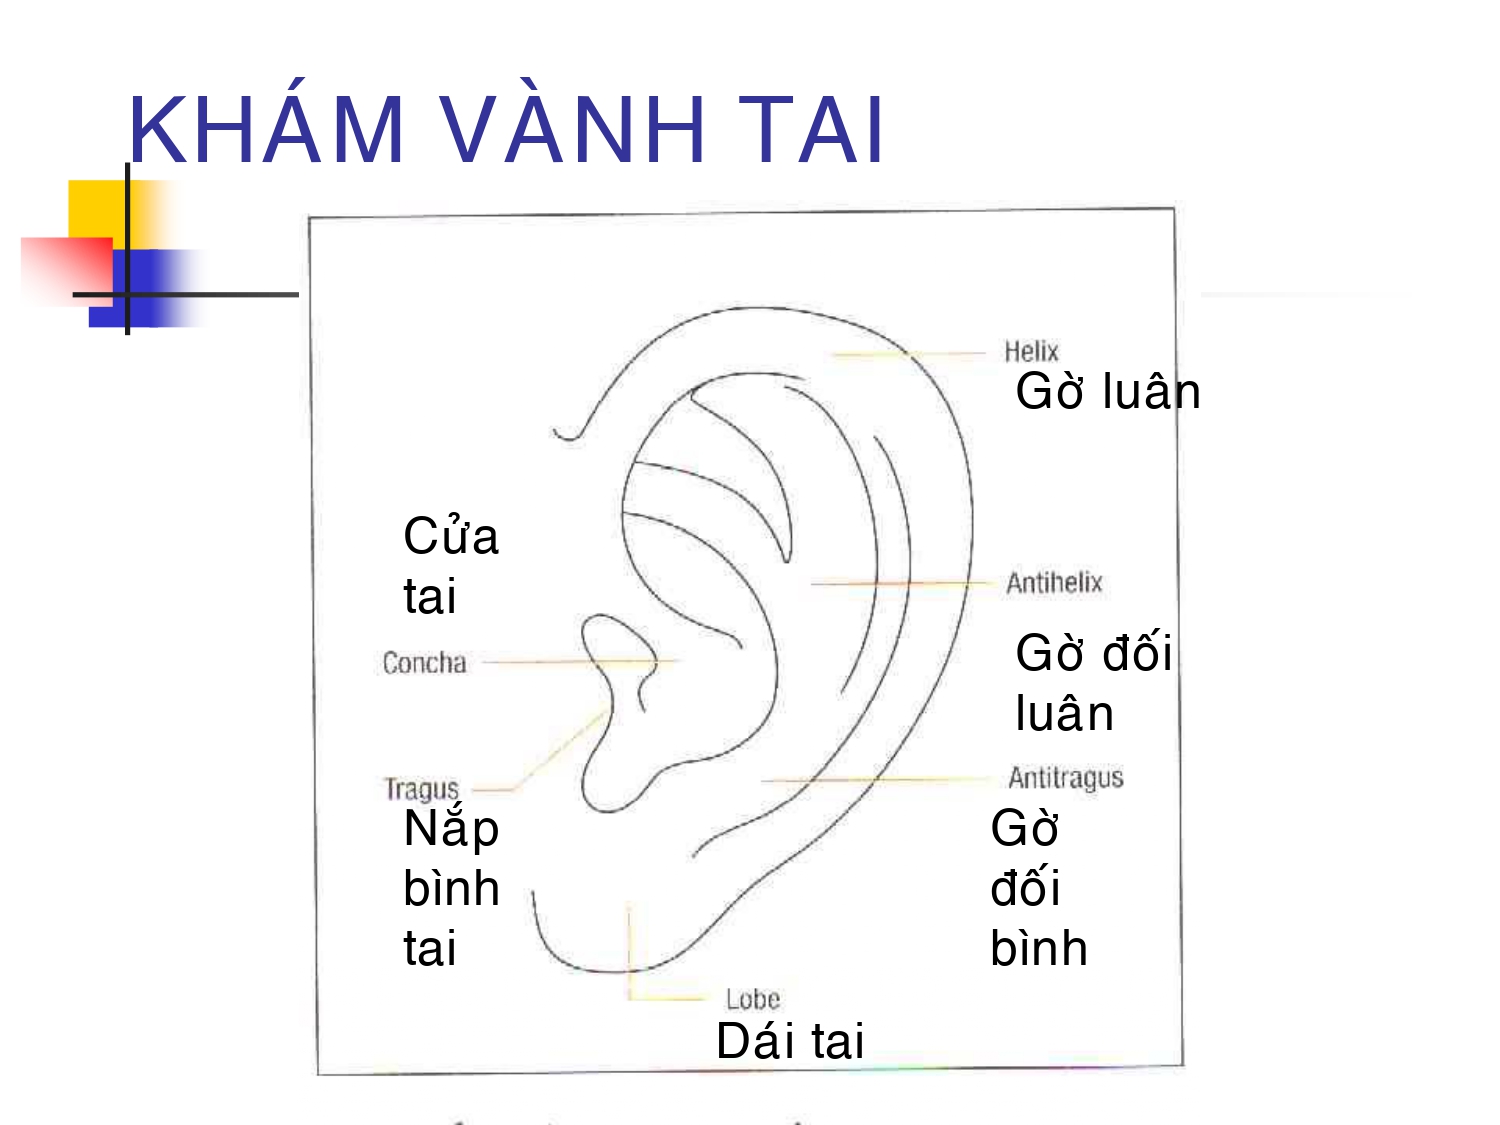 KHÁM VÀNH TAI
Helix
Gờ luân
Cửa
tai
Antihelix
Gờ đối
luân
Concha
Tragus
Nắp
bình
tai
Antitragus
Gờ
đối
bình
Lobe
Dái tai